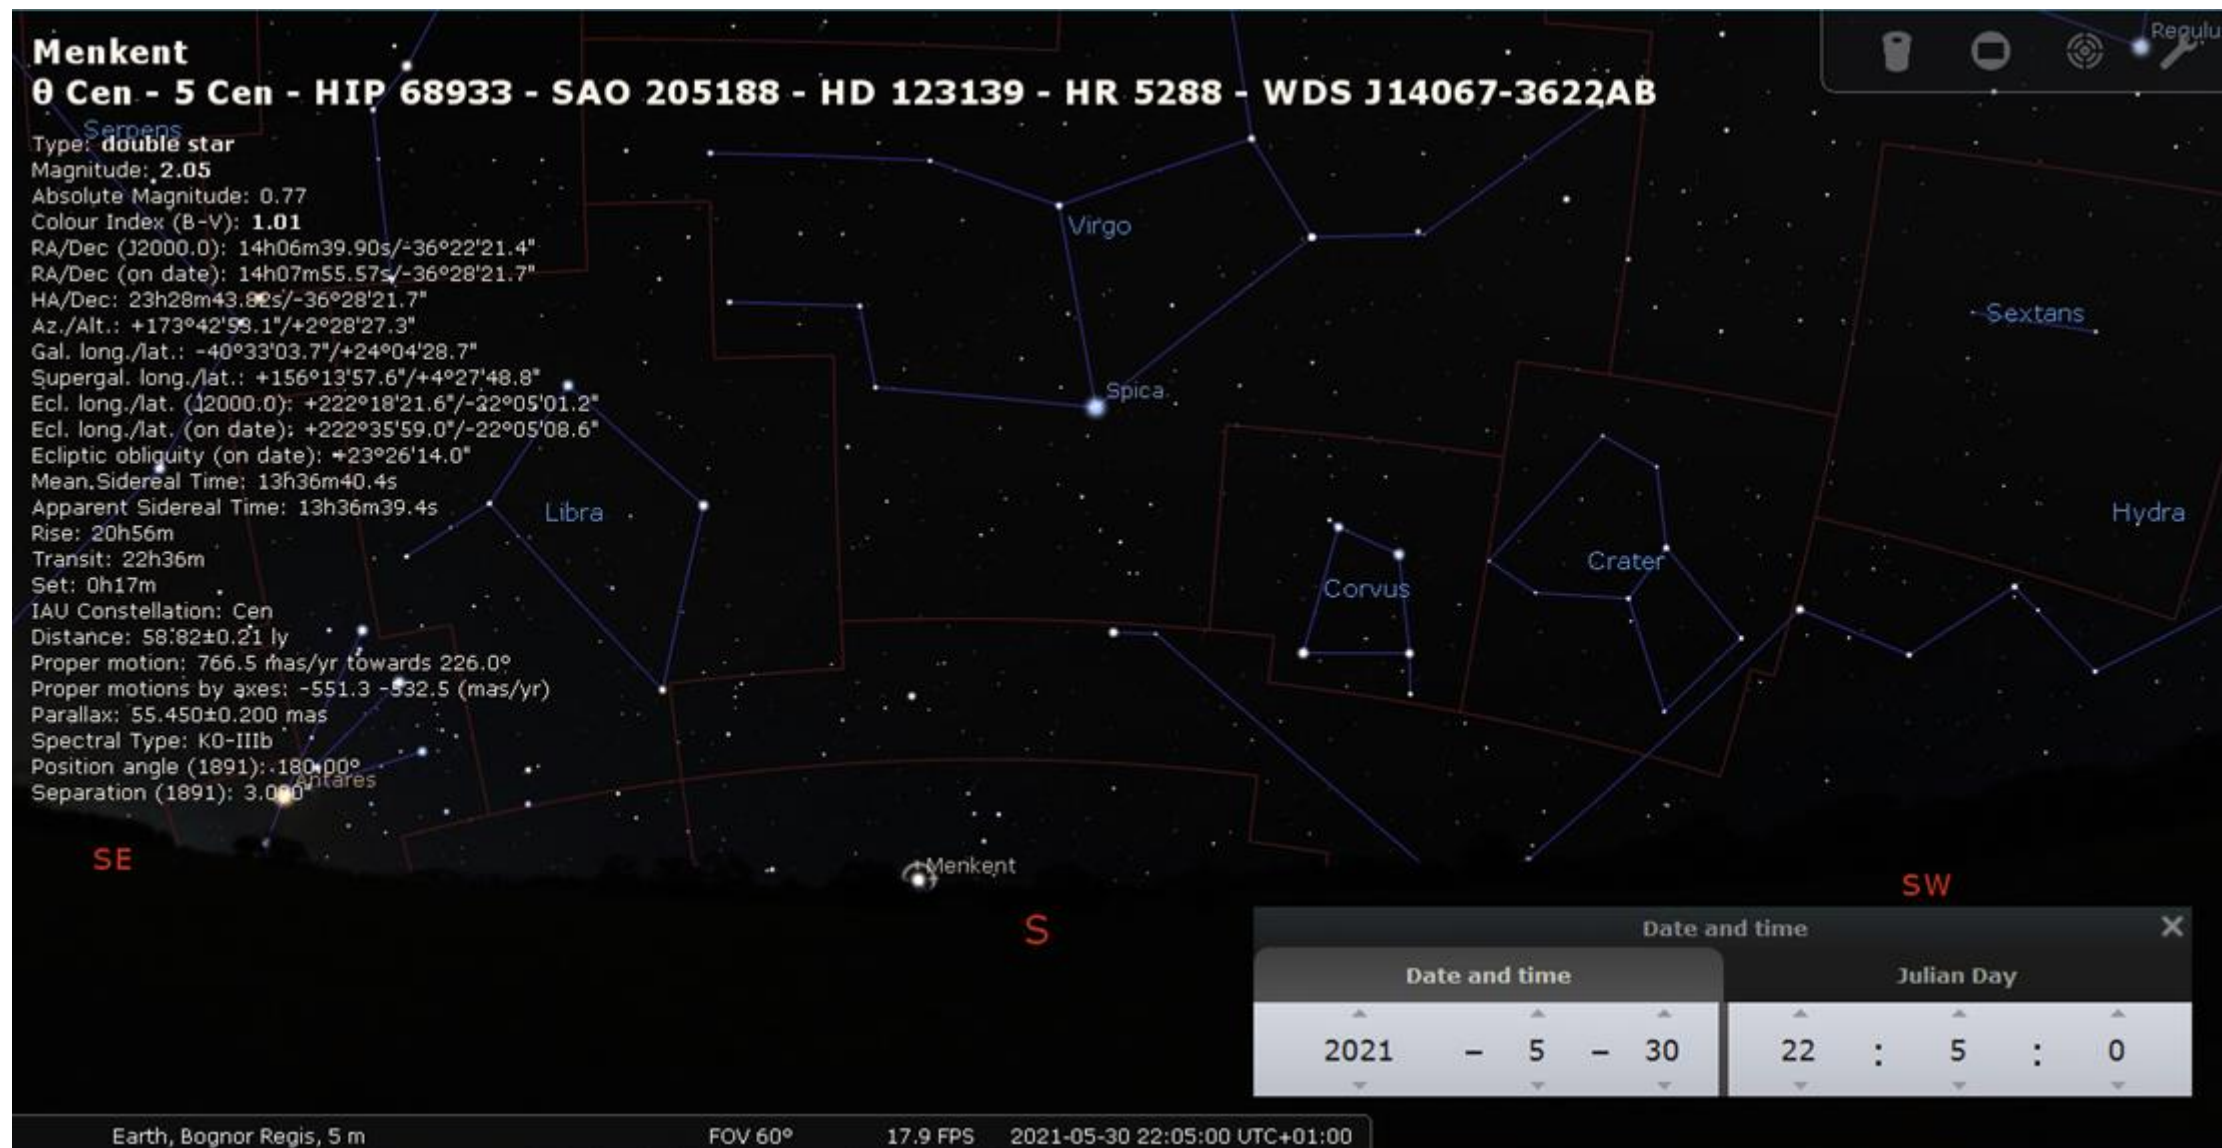 Menkent
θ Cen - 5 Cen - HIP 68933 - SAO 205188 - HD 123139 - HR 5288 - WDS J14067-3622AB
Regulu
Serpens
Type: double star
Magnitude: 2.05
Absolute Magnitude: 0.77
Colour Index (B-V): 1.01
RA/Dec (J2000.0): 14h06m39.90s/-36°22'21.4"
RA/Dec (on date): 14h07m55.57s/-36°28'21.7"
HA/Dec: 23h28m43.82s/-36°28'21.7"
Az./Alt.: +173°42'53.1"/+2°28'27.3"
Gal. long./lat.: -40°33'03.7"/+24°04'28.7"
Supergal. long./lat.: +156°13'57.6"/+4°27'48.8"
Ecl. long./lat. (J2000.0): +222°18'21.6"/-22°05'01.2"
Ecl. long./lat. (on date): +222°35'59.0"/-22°05'08.6"
Ecliptic obliquity (on date): +23°26'14.0"
Mean Sidereal Time: 13h36m40.4s
Apparent Sidereal Time: 13h36m39.4s
Rise: 20h56m
Transit: 22h36m
Set: 0h17m
IAU Constellation: Cen
Distance: 58.82±0.21 ly
Proper motion: 766.5 mas/yr towards 226.0°
Proper motions by axes: -551.3 -532.5 (mas/yr)
Parallax: 55.450±0.200 mas
Spectral Type: K0-IIIb
Position angle (1891): 180.00°
Separation (1891): 3.000"
Antares
Virgo
Spica
Sextans
Libra
Hydra
Corvus
Crater
Menkent
SE
S
SW
Date and time
Date and time
Julian Day
2021 - 5 - 30 22 : 5 : 0
Earth, Bognor Regis, 5 m FOV 60° 17.9 FPS 2021-05-30 22:05:00 UTC+01:00